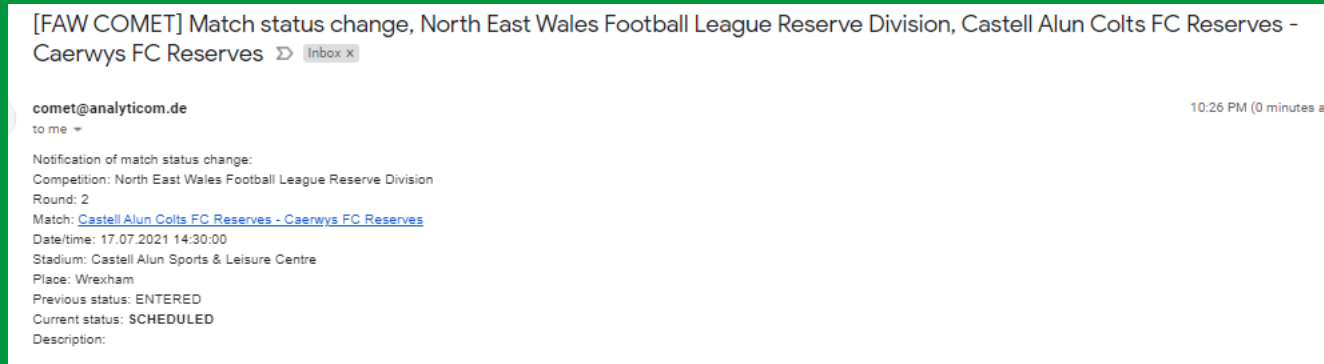 [FAW COMET] Match status change, North East Wales Football League Reserve Division, Castell Alun Colts FC Reserves -
Caerwys FC Reserves Inbox x
comet@analyticom.de
10:26 PM (0 minutes a
to me
Notification of match status change:
Competition: North East Wales Football League Reserve Division
Round: 2
Match: Castell Alun Colts FC Reserves - Caerwys FC Reserves
Date/time: 17.07.2021 14:30:00
Stadium: Castell Alun Sports & Leisure Centre
Place: Wrexham
Previous status: ENTERED
Current status: SCHEDULED
Description: